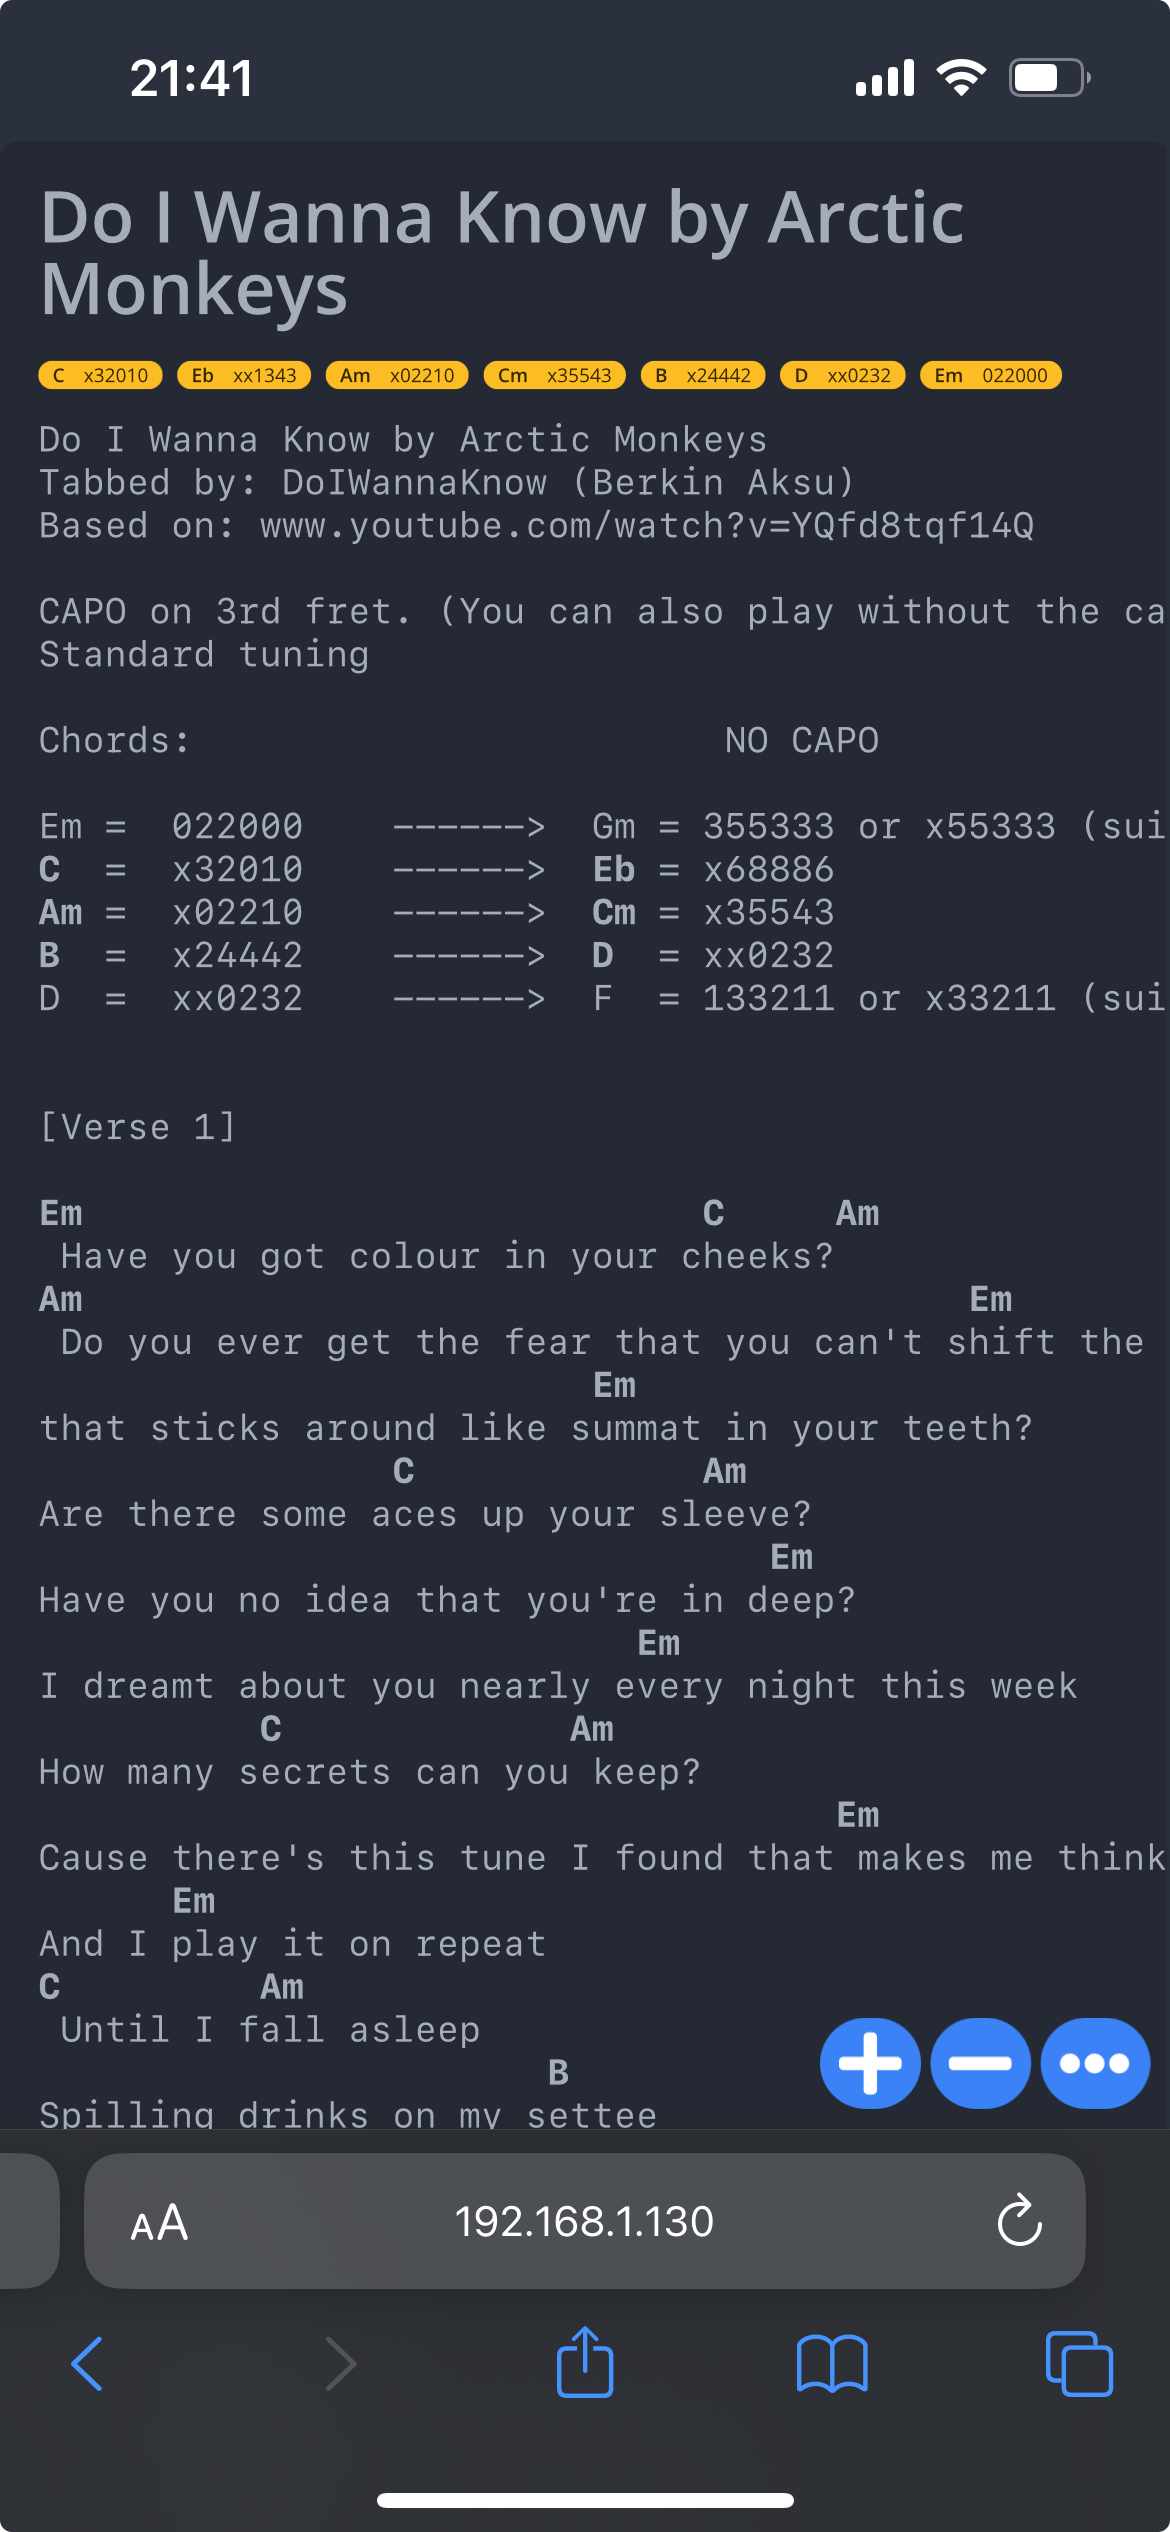 21:41
Do I Wanna Know by Arctic
Monkeys
C x32010 Eb xx1343 Am x02210 Cm x35543 B x24442 D xx0232 Em 022000
Do I Wanna Know by Arctic Monkeys
Tabbed by: DoIWannaKnow (Berkin Aksu)
Based on: www.youtube.com/watch?v=YQfd8tqf14Q
CAPO on 3rd fret. (You can also play without the ca
Standard tuning
Chords: NO CAPO
Em = 022000 ------> Gm = 355333 or x55333 (sui
C = x32010 ------> Eb = x68886
Am = x02210 ------> Cm = x35543
B = x24442 ------> D = xx0232
D = xx0232 ------> F = 133211 or x33211 (sui
[Verse 1]
Em C Am
Have you got colour in your cheeks?
Am Em
Do you ever get the fear that you can't shift the
Em
that sticks around like summat in your teeth?
C Am
Are there some aces up your sleeve?
Em
Have you no idea that you're in deep?
Em
I dreamt about you nearly every night this week
C Am
How many secrets can you keep?
Em
Cause there's this tune I found that makes me think
Em
And I play it on repeat
C Am
Until I fall asleep
B
Spilling drinks on my settee
AA 192.168.1.130